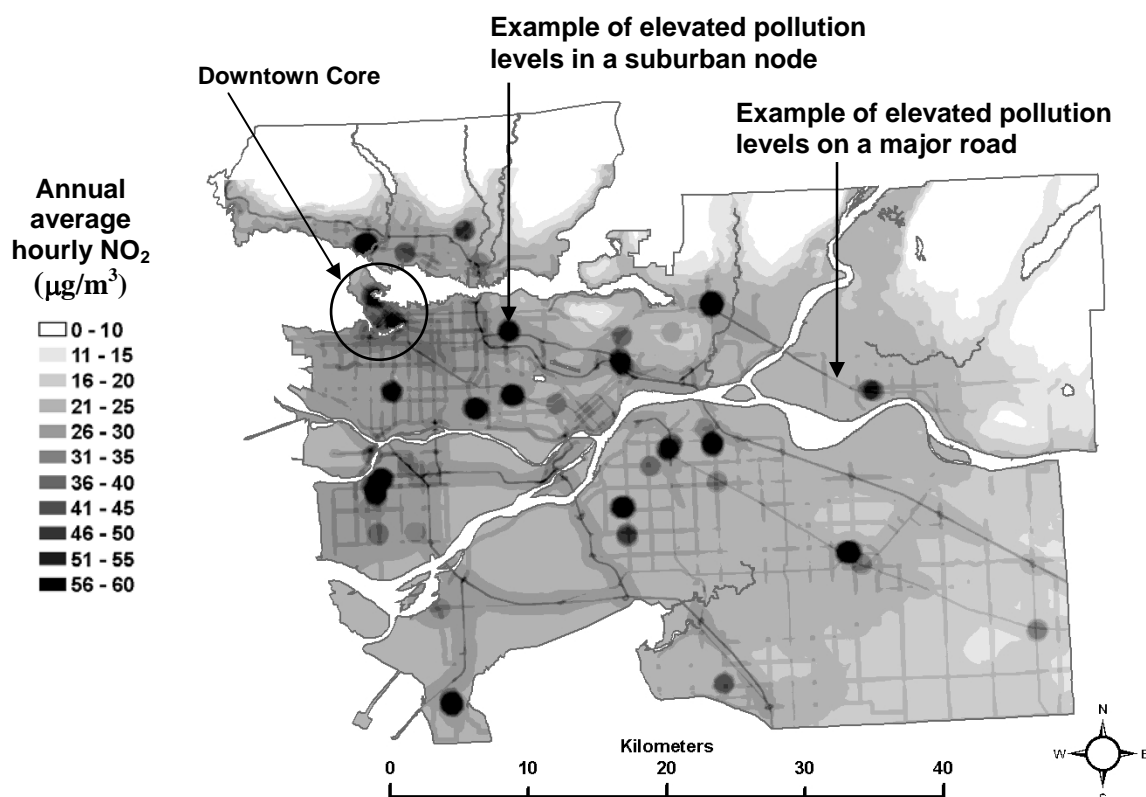 Example of elevated pollution
levels in a suburban node
Downtown Core
Example of elevated pollution
levels on a major road
Annual
average
hourly NO₂
(µg/m³)
0 - 10
11 - 15
16 - 20
21 - 25
26 - 30
31 - 35
36 - 40
41 - 45
46 - 50
51 - 55
56 - 60
Kilometers
0 10 20 30 40
N
W E
S